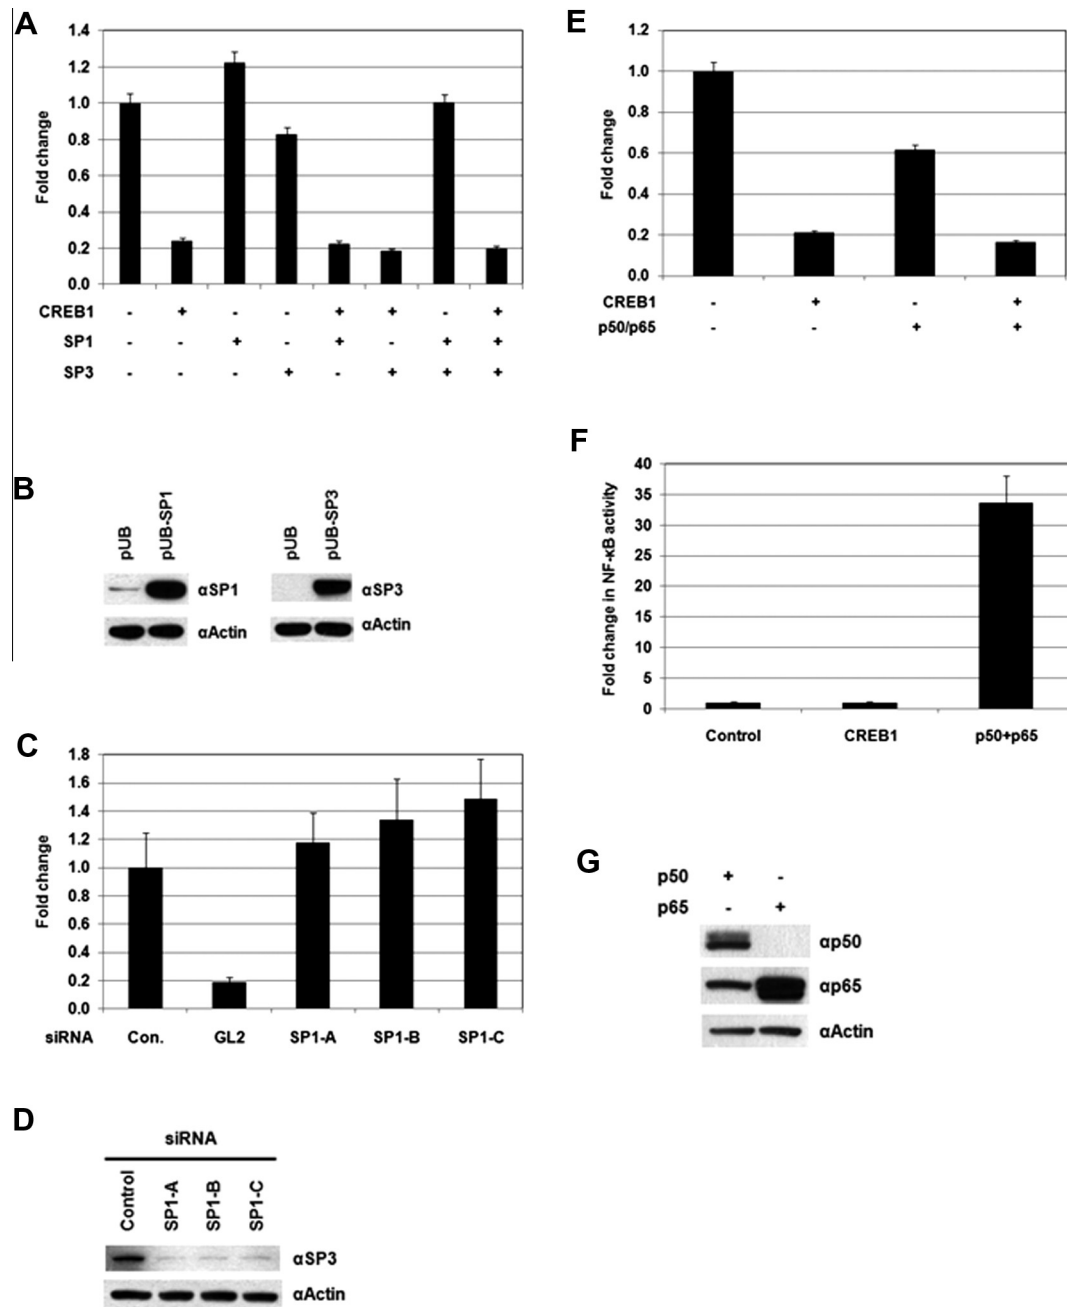 A
Fold change
1.4
1.2
1.0
0.8
0.6
0.4
0.2
0.0
CREB1 - + - - + + - +
SP1 - - + - + - + +
SP3 - - - + - + + +
B
pUB
pUB-SP1
αSP1
αActin
pUB
pUB-SP3
αSP3
αActin
C
Fold change
1.8
1.6
1.4
1.2
1.0
0.8
0.6
0.4
0.2
0.0
siRNA Con. GL2 SP1-A SP1-B SP1-C
D
siRNA
Control
SP1-A
SP1-B
SP1-C
αSP3
αActin
E
Fold change
1.2
1.0
0.8
0.6
0.4
0.2
0.0
CREB1 - + - +
p50/p65 - - + +
F
Fold change in NF-κB activity
40
35
30
25
20
15
10
5
0
Control CREB1 p50+p65
G
p50 + -
p65 - +
αp50
αp65
αActin